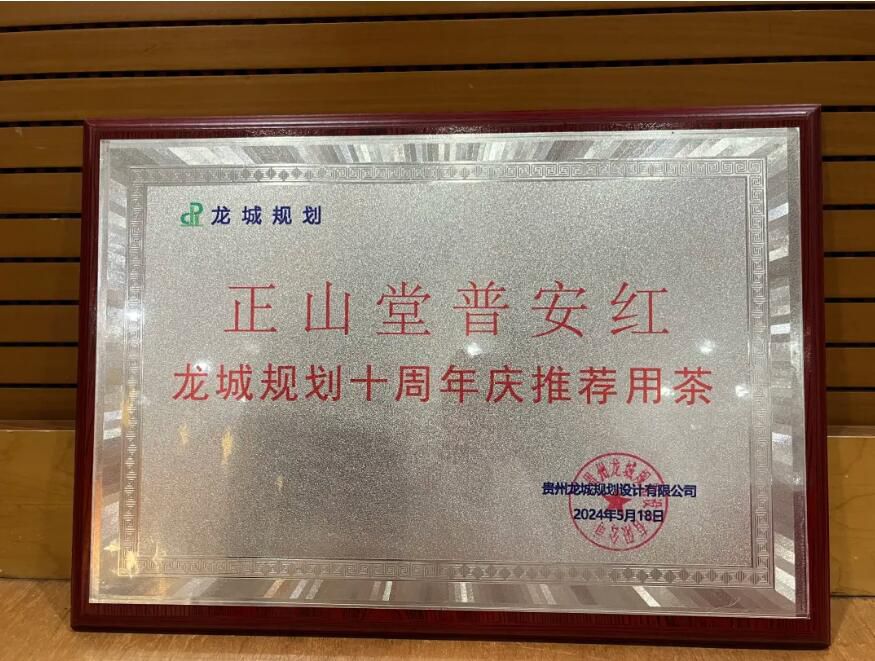 龙城规划
正山堂普安红
龙城规划十周年庆推荐用茶
贵州龙城规划设计有限公司
2024年5月18日